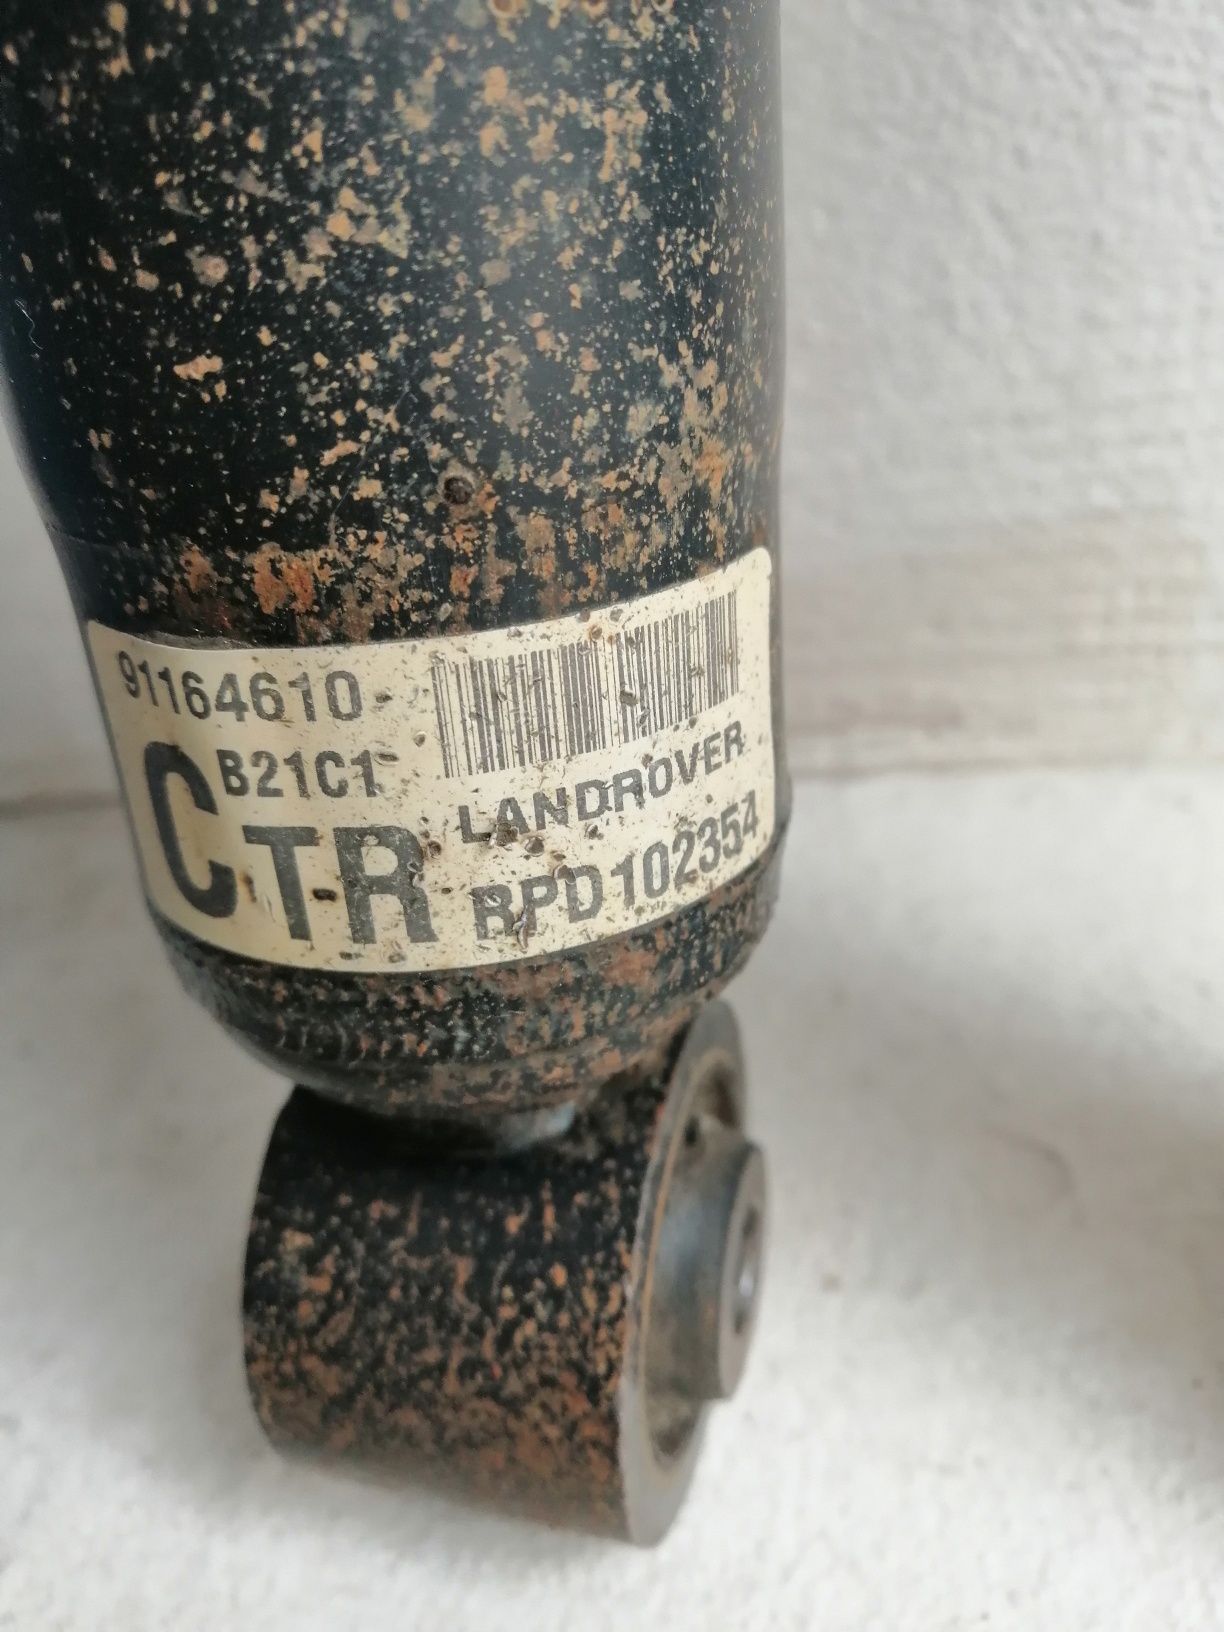 91164610
B21C1
CTR
LANDROVER
RPD102354